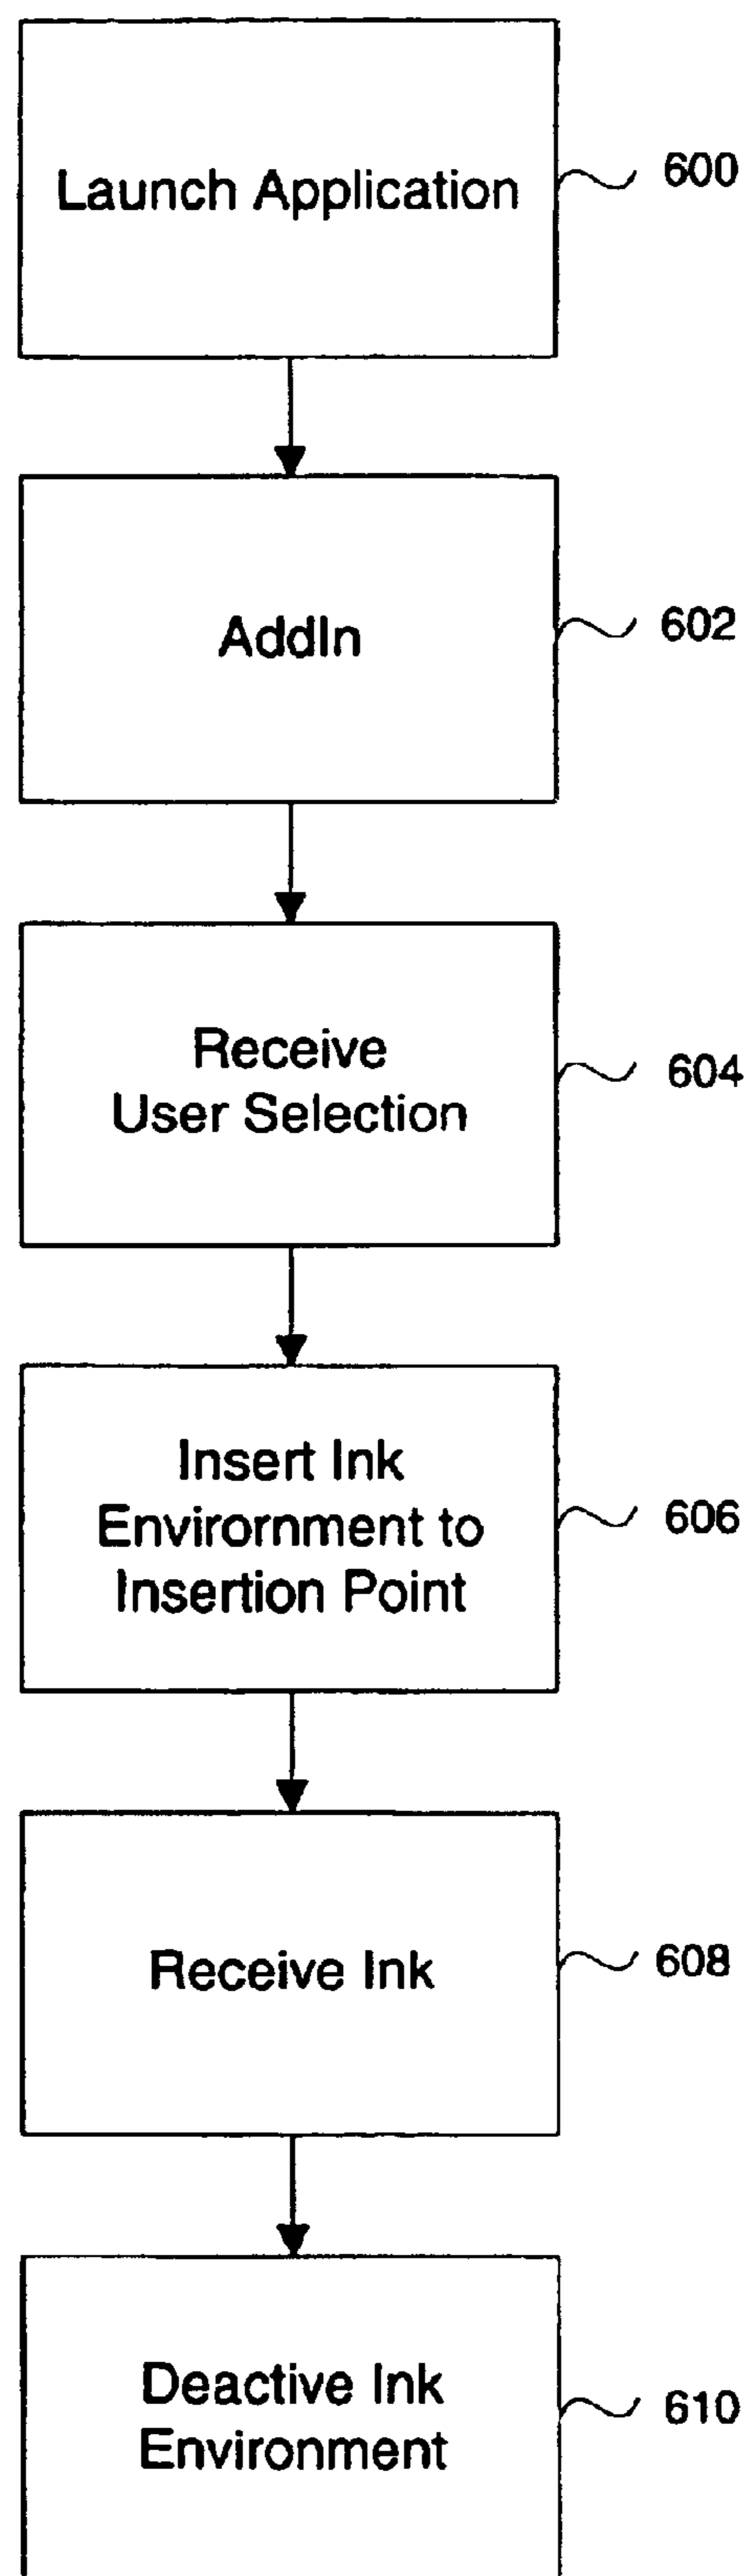 Launch Application
600
AddIn
602
Receive
User Selection
604
Insert Ink
Envirornment to
Insertion Point
606
Receive Ink
608
Deactive Ink
Environment
610